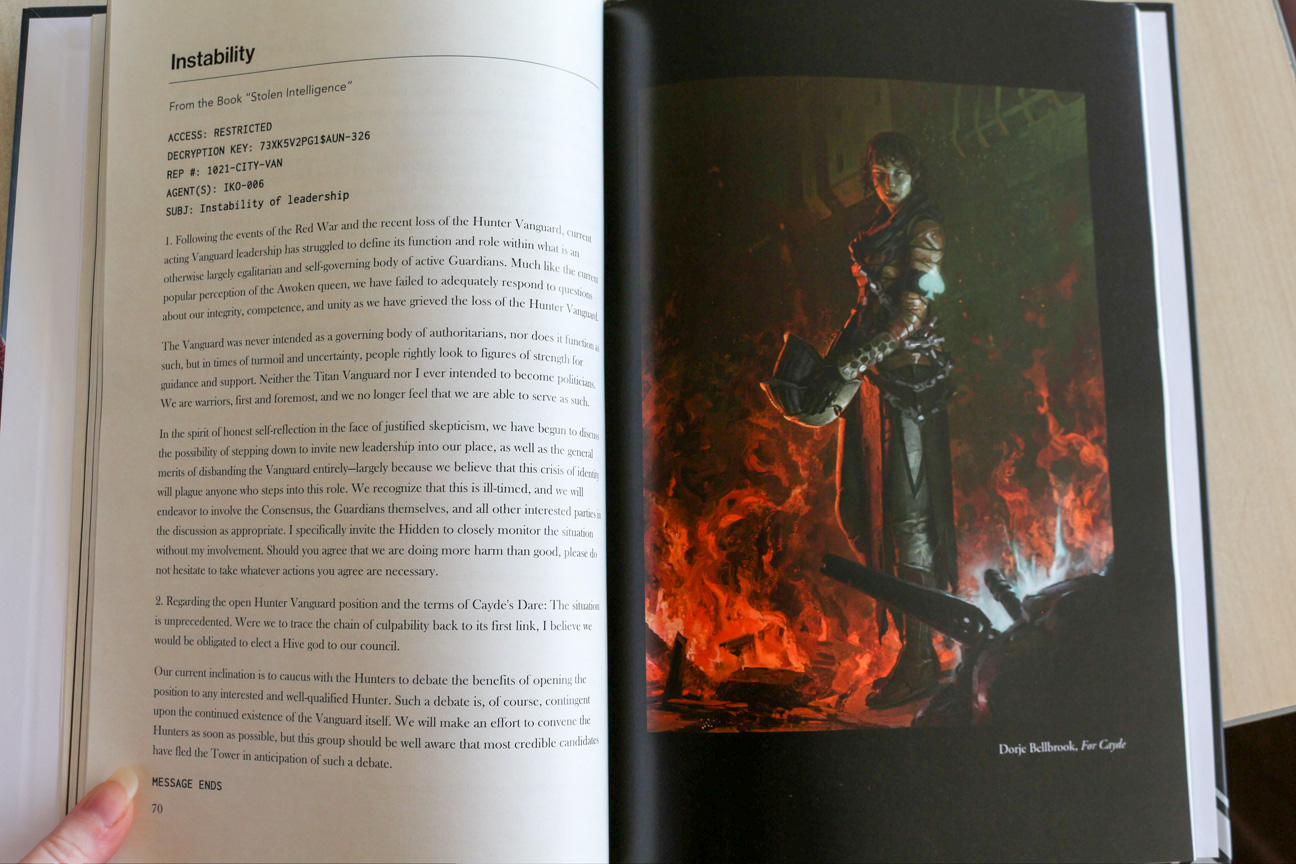 Instability
From the Book "Stolen Intelligence"
ACCESS: RESTRICTED
DECRYPTION KEY: 73XK5V2PG1$AUN-326
REP #: 1021-CITY-VAN
AGENT(S): IKO-006
SUBJ: Instability of leadership
1. Following the events of the Red War and the recent loss of the Hunter Vanguard, current
acting Vanguard leadership has struggled to define its function and role within what is an
otherwise largely egalitarian and self-governing body of active Guardians. Much like the current
popular perception of the Awoken queen, we have failed to adequately respond to questions
about our integrity, competence, and unity as we have grieved the loss of the Hunter Vanguard.
The Vanguard was never intended as a governing body of authoritarians, nor does it function as
such, but in times of turmoil and uncertainty, people rightly look to figures of strength for
guidance and support. Neither the Titan Vanguard nor I ever intended to become politicians.
We are warriors, first and foremost, and we no longer feel that we are able to serve as such.
In the spirit of honest self-reflection in the face of justified skepticism, we have begun to discuss
the possibility of stepping down to invite new leadership into our place, as well as the general
merits of disbanding the Vanguard entirely—largely because we believe that this crisis of identity
will plague anyone who steps into this role. We recognize that this is ill-timed, and we will
endeavor to involve the Consensus, the Guardians themselves, and all other interested parties in
the discussion as appropriate. I specifically invite the Hidden to closely monitor the situation
without my involvement. Should you agree that we are doing more harm than good, please do
not hesitate to take whatever actions you agree are necessary.
2. Regarding the open Hunter Vanguard position and the terms of Cayde's Dare: The situation
is unprecedented. Were we to trace the chain of culpability back to its first link, I believe we
would be obligated to elect a Hive god to our council.
Our current inclination is to caucus with the Hunters to debate the benefits of opening the
position to any interested and well-qualified Hunter. Such a debate is, of course, contingent
upon the continued existence of the Vanguard itself. We will make an effort to convene the
Hunters as soon as possible, but this group should be well aware that most credible candidates
have fled the Tower in anticipation of such a debate.
MESSAGE ENDS
70
Dorje Bellbrook, For Cayde